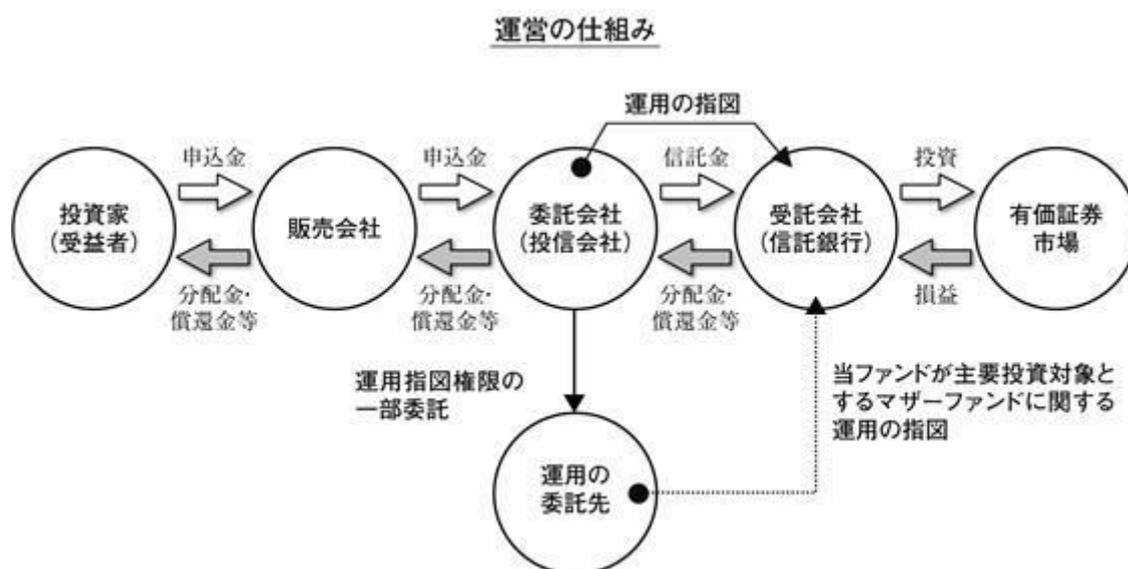 運営の仕組み
運用の指図
申込金
申込金
信託金
投資
投資家
(受益者)
販売会社
委託会社
(投信会社)
受託会社
(信託銀行)
有価証券
市場
分配金・
償還金等
分配金・
償還金等
分配金・
償還金等
損益
運用指図権限の
一部委託
当ファンドが主要投資対象と
するマザーファンドに関する
運用の指図
運用の
委託先